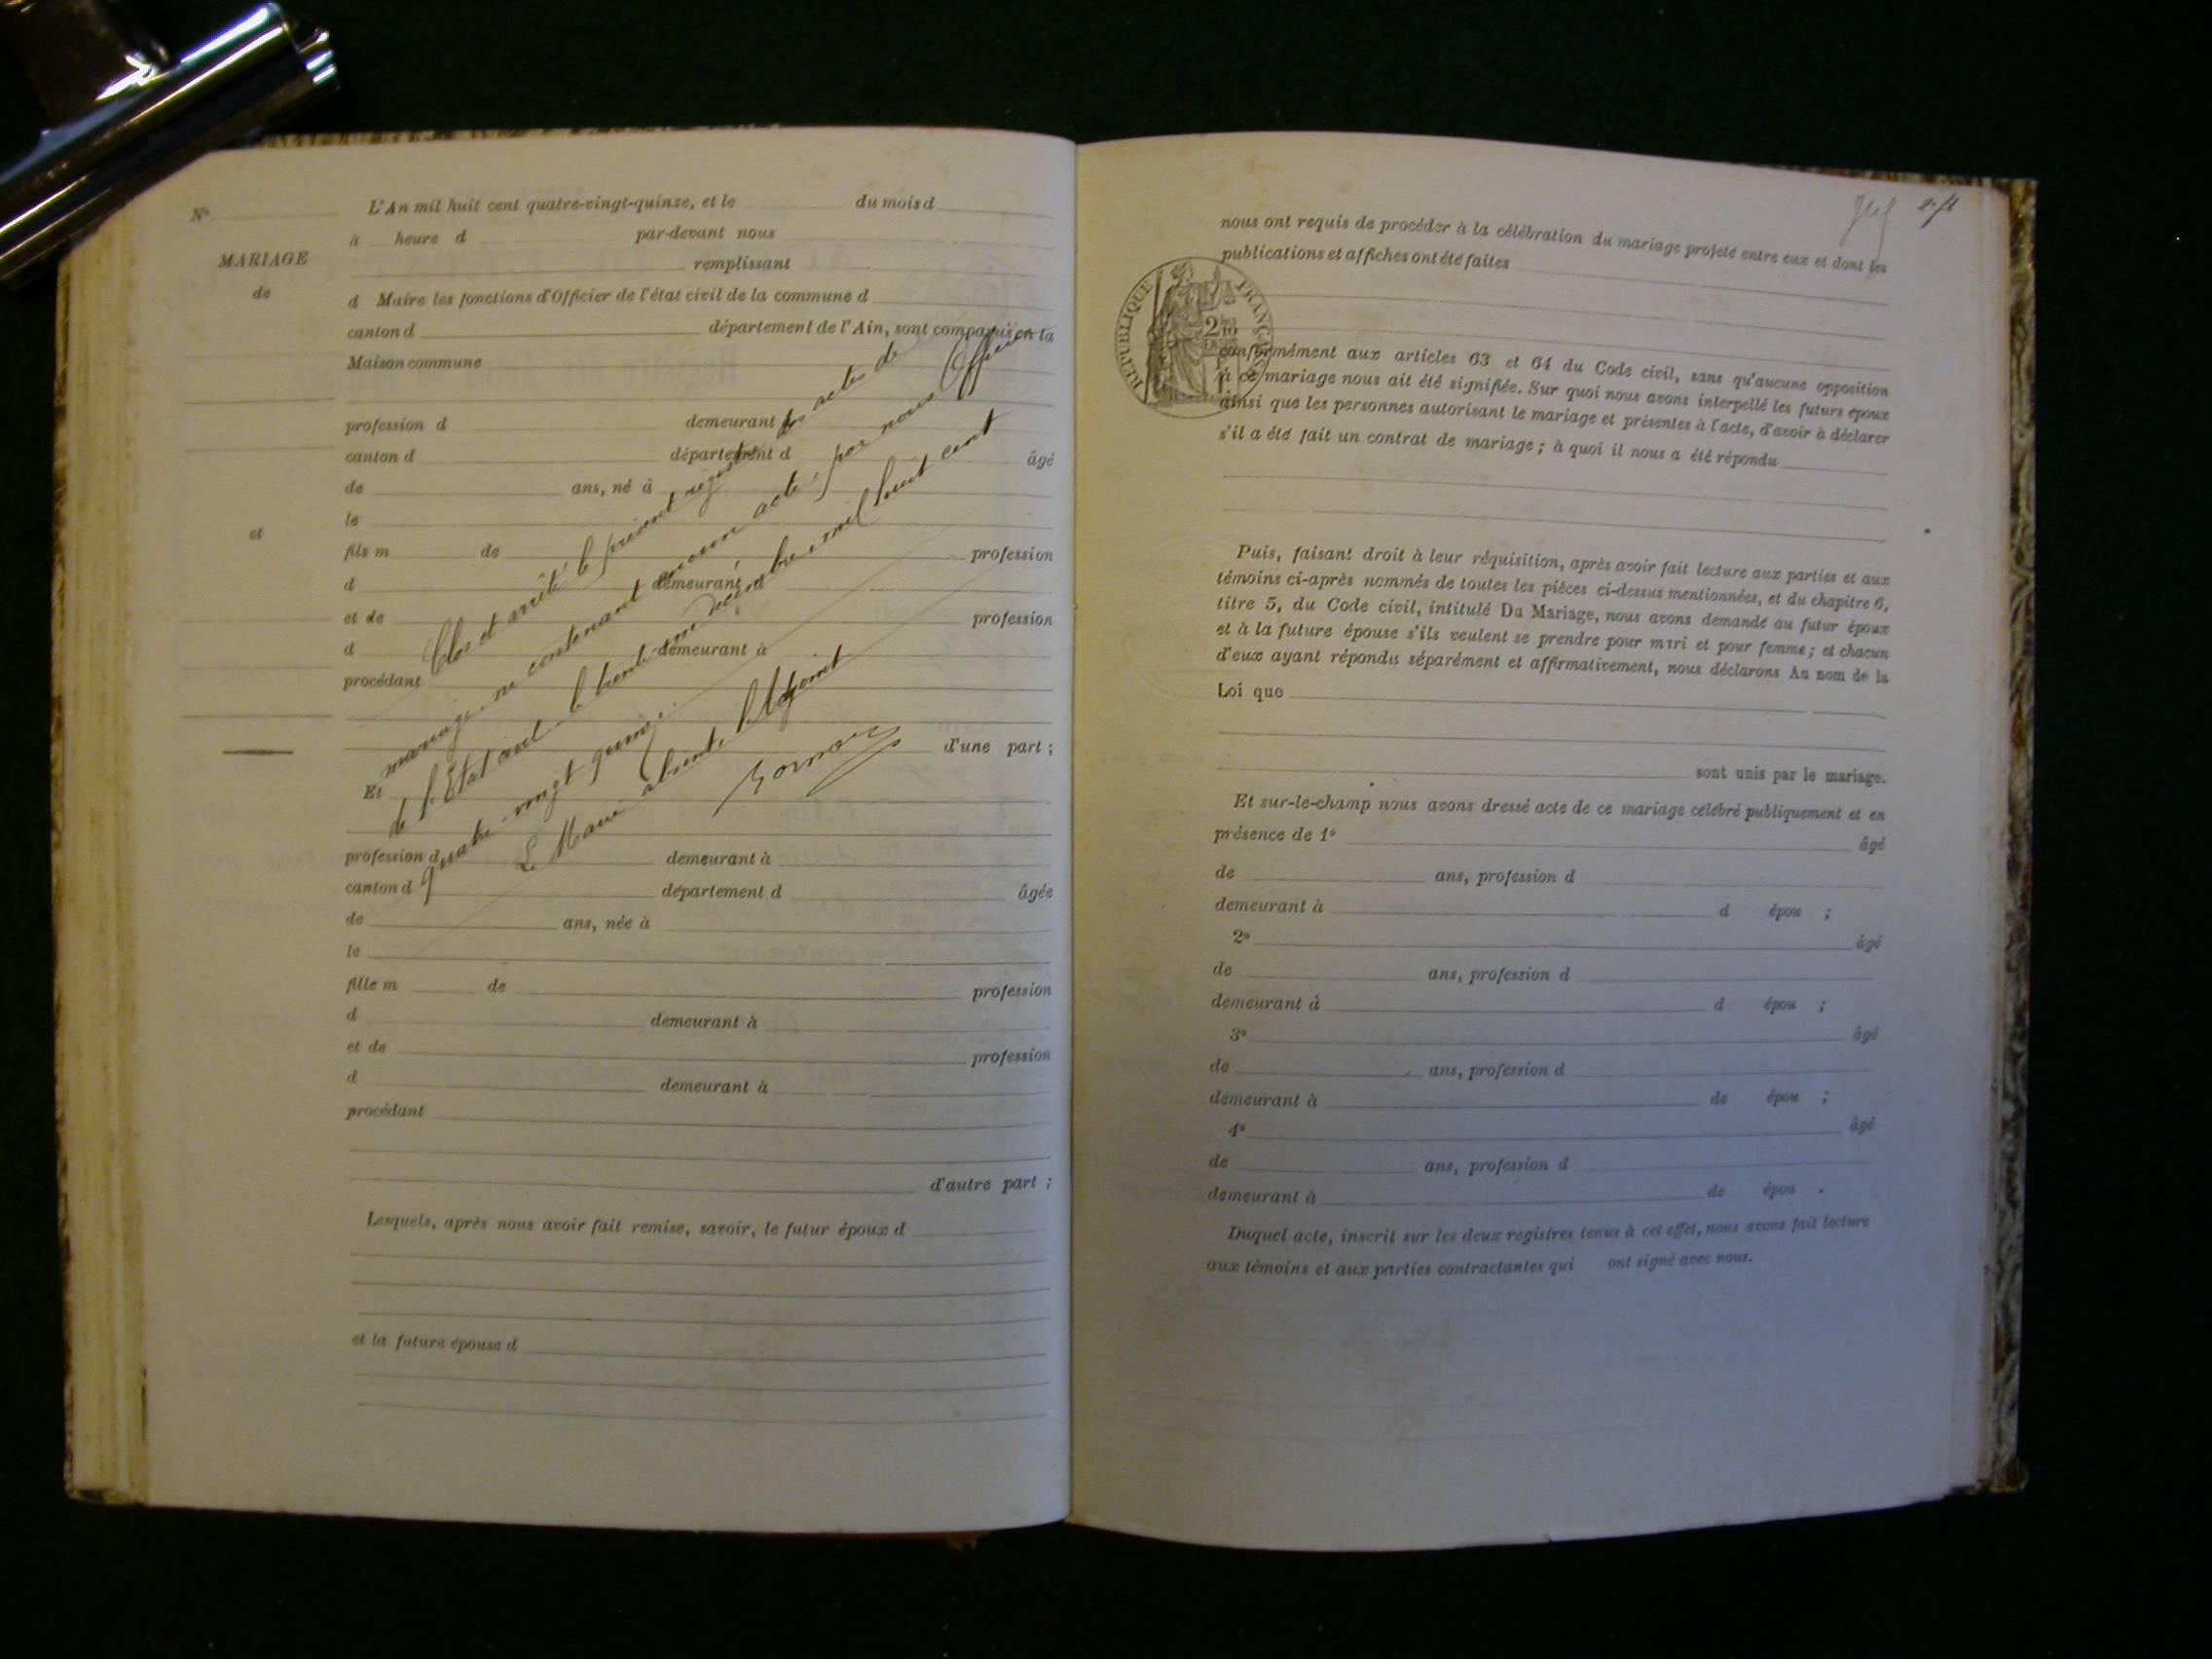 N°
MARIAGE
de
et
L'An mil huit cent quatre-vingt-quinze, et le du mois d
à heure d par-devant nous
remplissant
d Maire les fonctions d'Officier de l'état civil de la commune d
canton d département de l'Ain, sont comparus en la
Maison commune
profession d demeurant à
canton d département d âgé
de ans, né à
le
fils m de profession
d demeurant à
et de profession
d demeurant à
procédant
d'une part ;
Et
profession d demeurant à
canton d département d âgée
de ans, née à
le
fille m de profession
d demeurant à
et de profession
d demeurant à
procédant
d'autre part ;
Lesquels, après nous avoir fait remise, savoir, le futur époux d
et la future épouse d
Clos et arrêté le présent registre des actes de
mariage ne contenant aucun acte, par nous Officier
de l'Etat civil le trente un décembre mil huit cent
quatre-vingt quinze.
Le Maire absent. L'Adjoint
nous ont requis de procéder à la célébration du mariage projeté entre eux et dont les
publications et affiches ont été faites
RÉPUBLIQUE FRANÇAISE
2/10
conformément aux articles 63 et 64 du Code civil, sans qu'aucune opposition
à ce mariage nous ait été signifiée. Sur quoi nous avons interpellé les futurs époux
ainsi que les personnes autorisant le mariage et présentes à l'acte, d'avoir à déclarer
s'il a été fait un contrat de mariage ; à quoi il nous a été répondu
Puis, faisant droit à leur réquisition, après avoir fait lecture aux parties et aux
témoins ci-après nommés de toutes les pièces ci-dessus mentionnées, et du chapitre 6,
titre 5, du Code civil, intitulé Du Mariage, nous avons demandé au futur époux
et à la future épouse s'ils veulent se prendre pour mari et pour femme ; et chacun
d'eux ayant répondu séparément et affirmativement, nous déclarons Au nom de la
Loi que
sont unis par le mariage.
Et sur-le-champ nous avons dressé acte de ce mariage célébré publiquement et en
présence de 1° âgé
de ans, profession d
demeurant à d épou ;
2° âgé
de ans, profession d
demeurant à d épou ;
3° âgé
de ans, profession d
demeurant à de épou ;
4° âgé
de ans, profession d
demeurant à de épou .
Duquel acte, inscrit sur les deux registres tenus à cet effet, nous avons fait lecture
aux témoins et aux parties contractantes qui ont signé avec nous.